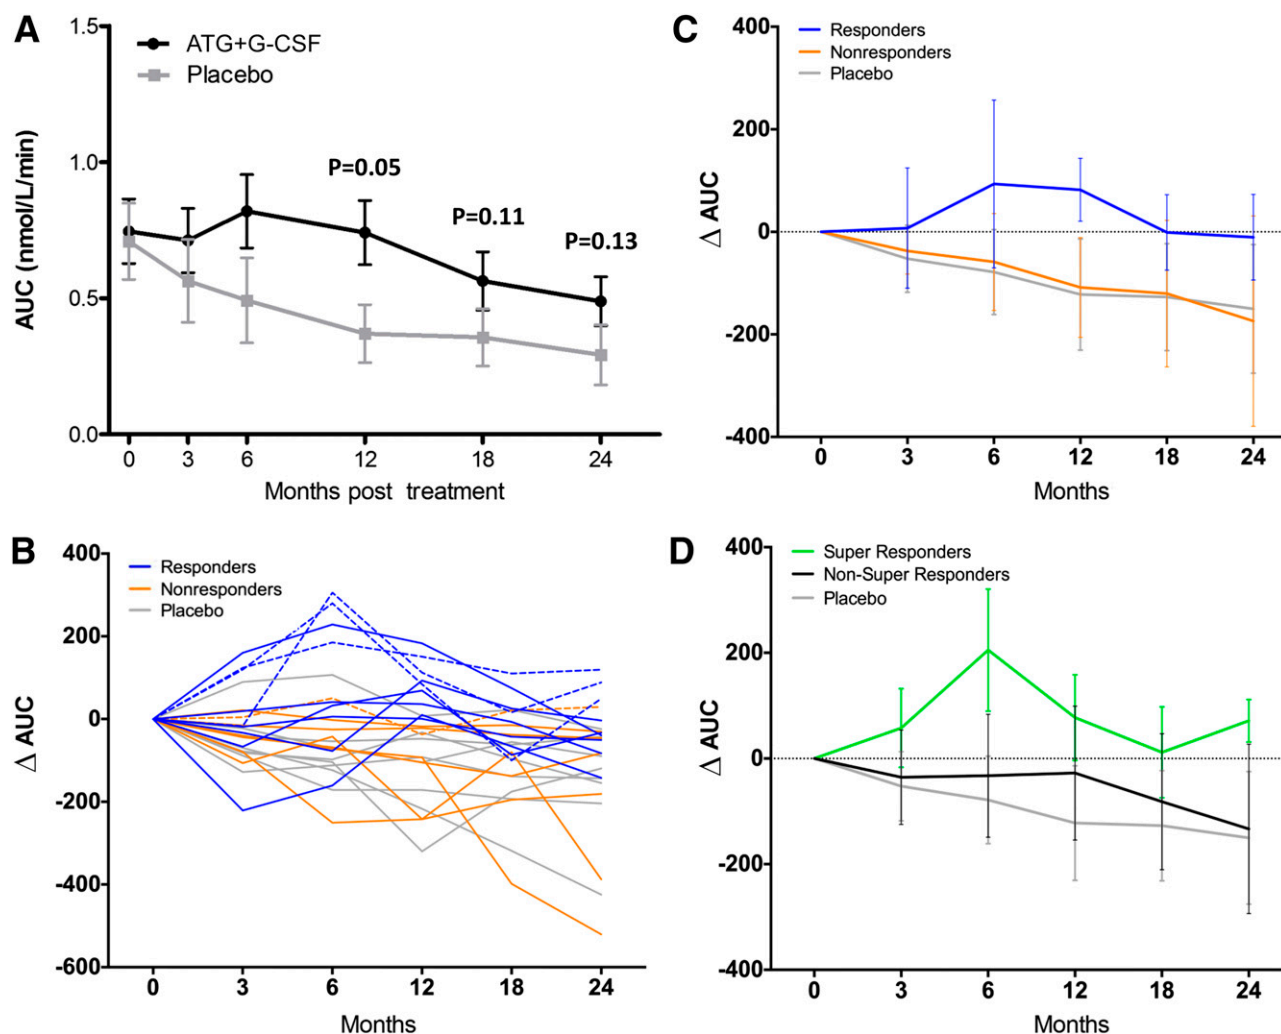 A
1.5
1.0
0.5
0.0
AUC (nmol/L/min)
ATG+G-CSF
Placebo
P=0.05
P=0.11
P=0.13
0 3 6 12 18 24
Months post treatment
B
400
200
0
-200
-400
-600
Δ AUC
Responders
Nonresponders
Placebo
0 3 6 12 18 24
Months
C
400
200
0
-200
-400
Δ AUC
Responders
Nonresponders
Placebo
0 3 6 12 18 24
Months
D
400
200
0
-200
-400
Δ AUC
Super Responders
Non-Super Responders
Placebo
0 3 6 12 18 24
Months